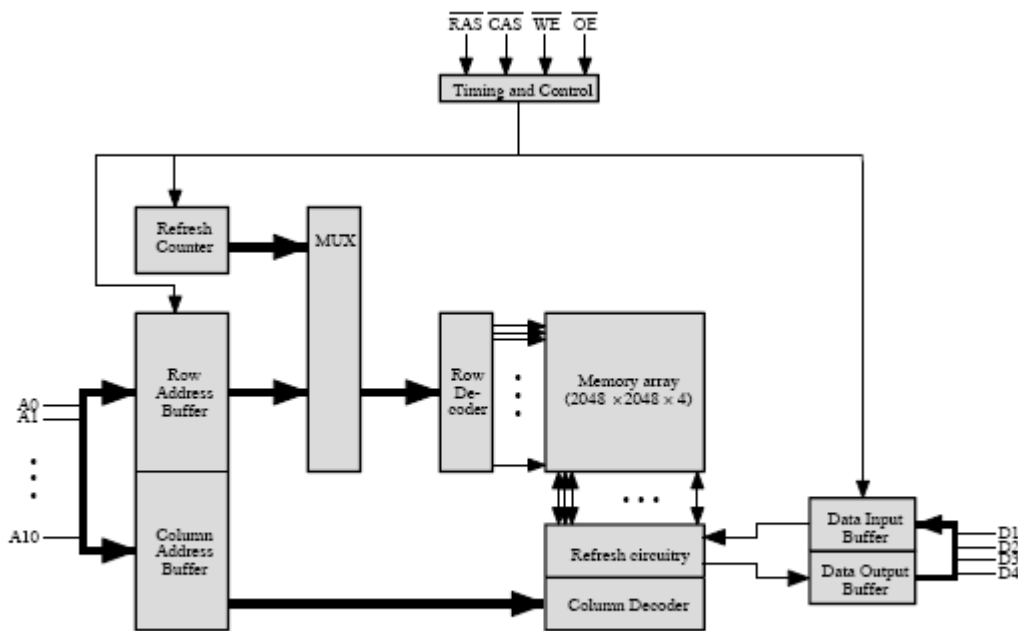 RAS CAS WE OE
Timing and Control
Refresh
Counter
MUX
Row
Address
Buffer
Row
De-
coder
Memory array
(2048 × 2048 × 4)
A0
A1
A10
Column
Address
Buffer
Refresh circuitry
Column Decoder
Data Input
Buffer
Data Output
Buffer
D1
D2
D3
D4